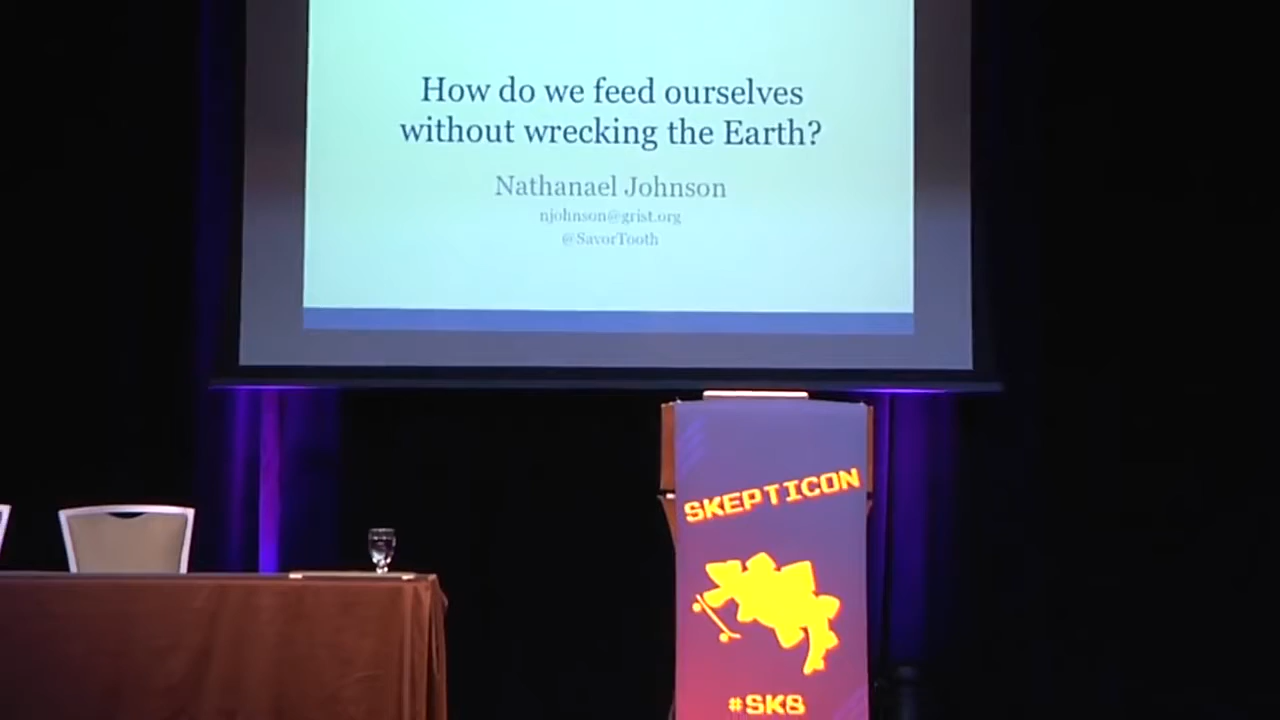 How do we feed ourselves
without wrecking the Earth?
Nathanael Johnson
njohnson@grist.org
@SavorTooth
SKEPTICON
#SK8